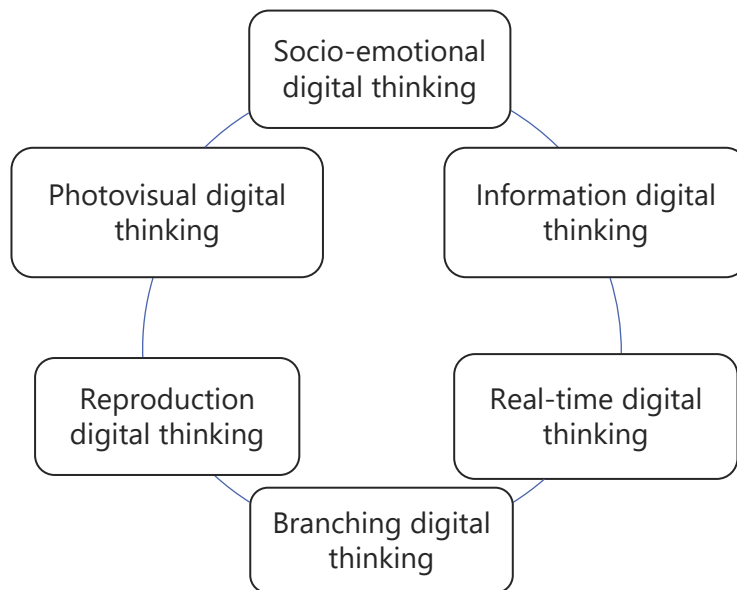 Socio-emotional
digital thinking
Photovisual digital
thinking
Information digital
thinking
Reproduction
digital thinking
Real-time digital
thinking
Branching digital
thinking